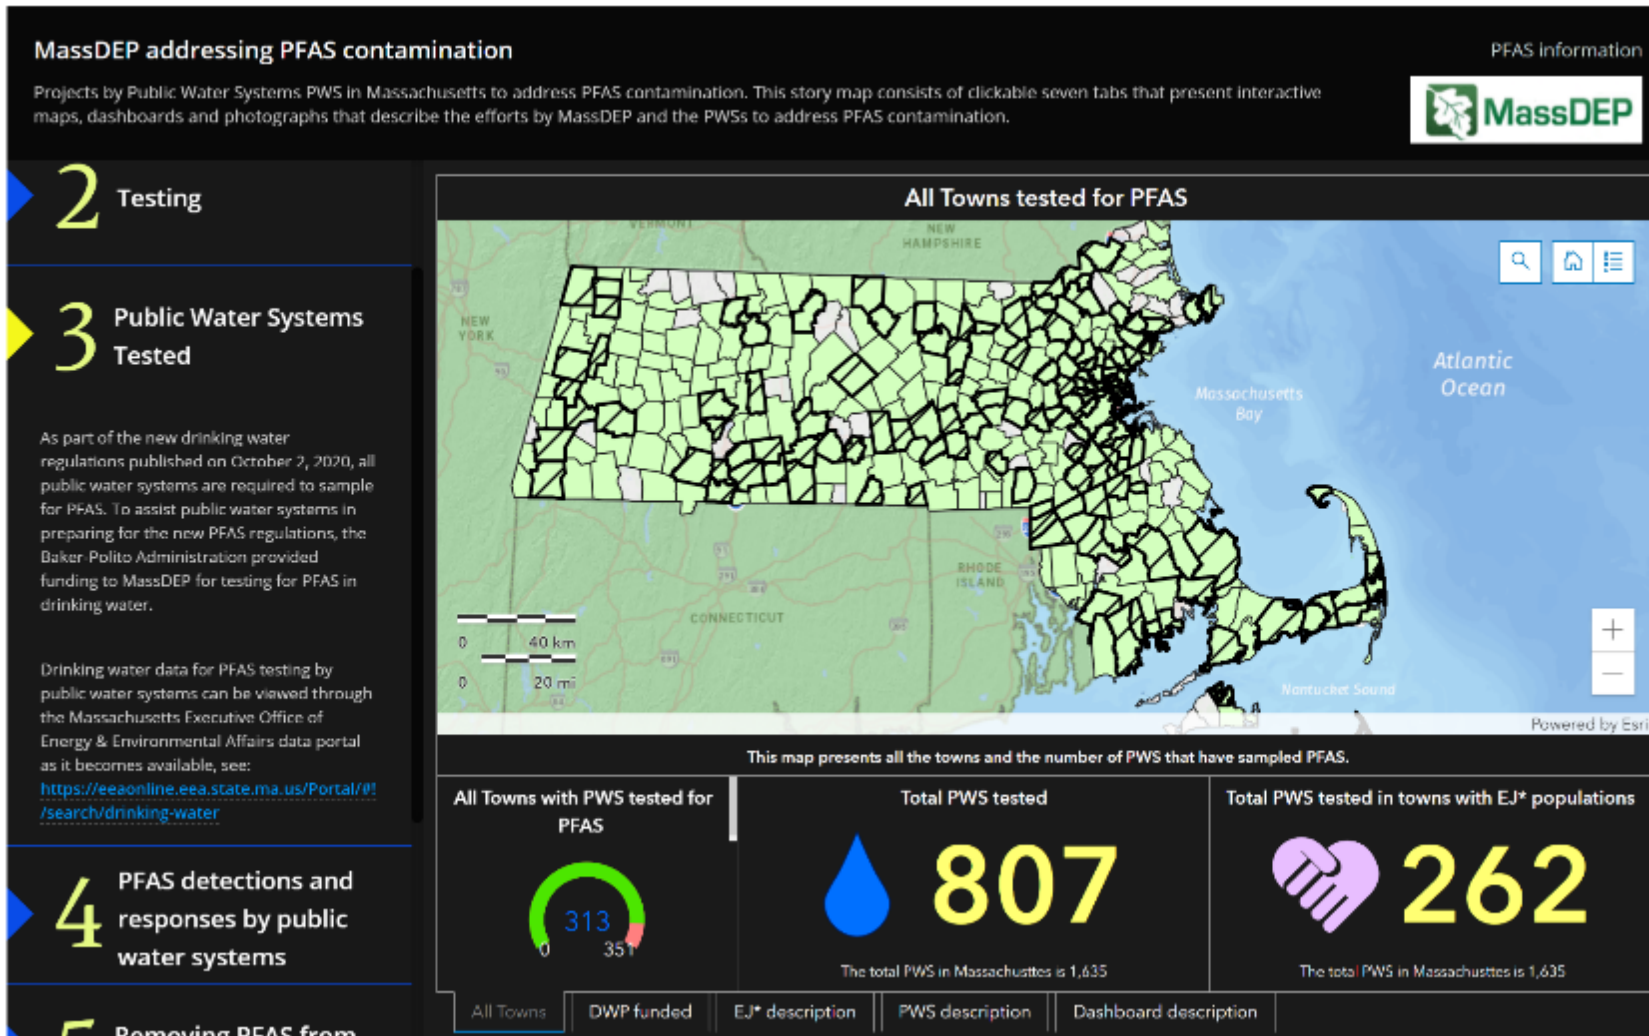 MassDEP addressing PFAS contamination
PFAS information
Projects by Public Water Systems PWS in Massachusetts to address PFAS contamination. This story map consists of clickable seven tabs that present interactive
maps, dashboards and photographs that describe the efforts by MassDEP and the PWSs to address PFAS contamination.
MassDEP
2 Testing
3 Public Water Systems
Tested
As part of the new drinking water
regulations published on October 2, 2020, all
public water systems are required to sample
for PFAS. To assist public water systems in
preparing for the new PFAS regulations, the
Baker-Polito Administration provided
funding to MassDEP for testing for PFAS in
drinking water.
Drinking water data for PFAS testing by
public water systems can be viewed through
the Massachusetts Executive Office of
Energy & Environmental Affairs data portal
as it becomes available, see:
https://eeaonline.eea.state.ma.us/Portal/#!
/search/drinking-water
4 PFAS detections and
responses by public
water systems
5 Removing PFAS from
All Towns tested for PFAS
VERMONT
NEW
HAMPSHIRE
NEW
YORK
Atlantic
Ocean
Massachusetts
Bay
RHODE
ISLAND
CONNECTICUT
Nantucket Sound
0 40 km
0 20 mi
+
−
Powered by Esri
This map presents all the towns and the number of PWS that have sampled PFAS.
All Towns with PWS tested for
PFAS
313
0 351
Total PWS tested
807
The total PWS in Massachusttes is 1,635
Total PWS tested in towns with EJ* populations
262
The total PWS in Massachusttes is 1,635
All Towns
DWP funded
EJ* description
PWS description
Dashboard description